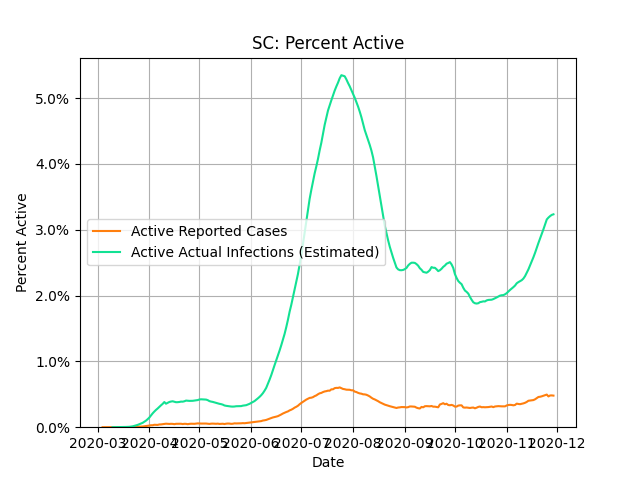 SC: Percent Active
5.0%
4.0%
3.0%
2.0%
1.0%
0.0%
Percent Active
Active Reported Cases
Active Actual Infections (Estimated)
2020-03 2020-04 2020-05 2020-06 2020-07 2020-08 2020-09 2020-10 2020-11 2020-12
Date